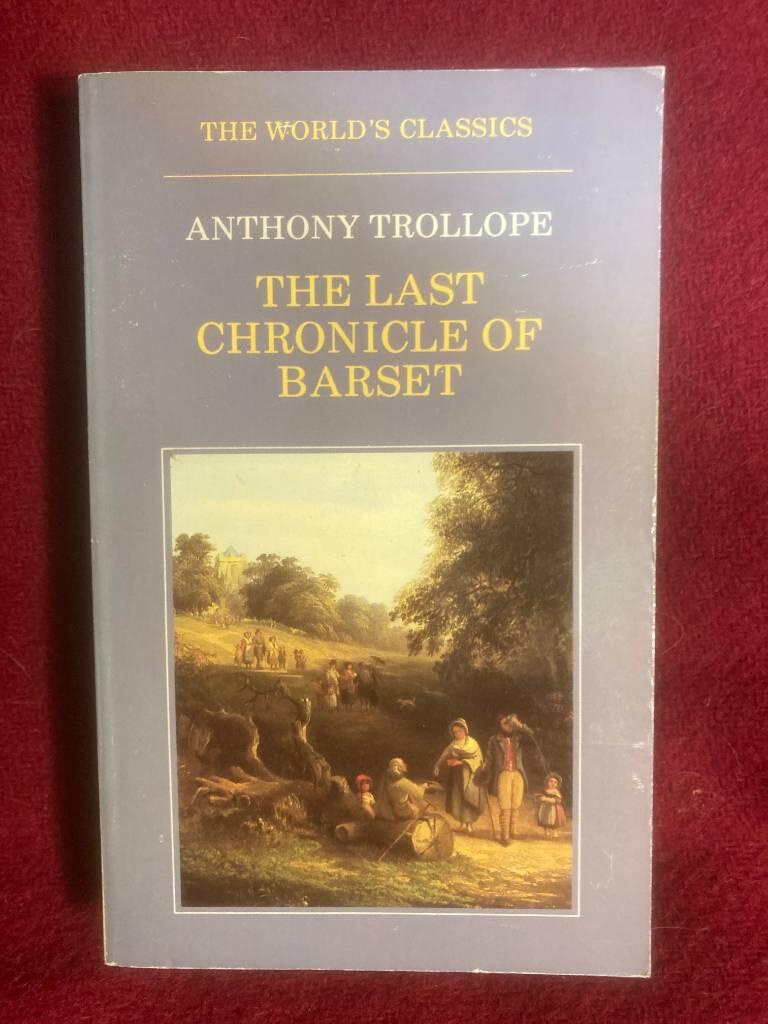 THE WORLD'S CLASSICS
ANTHONY TROLLOPE
THE LAST
CHRONICLE OF
BARSET